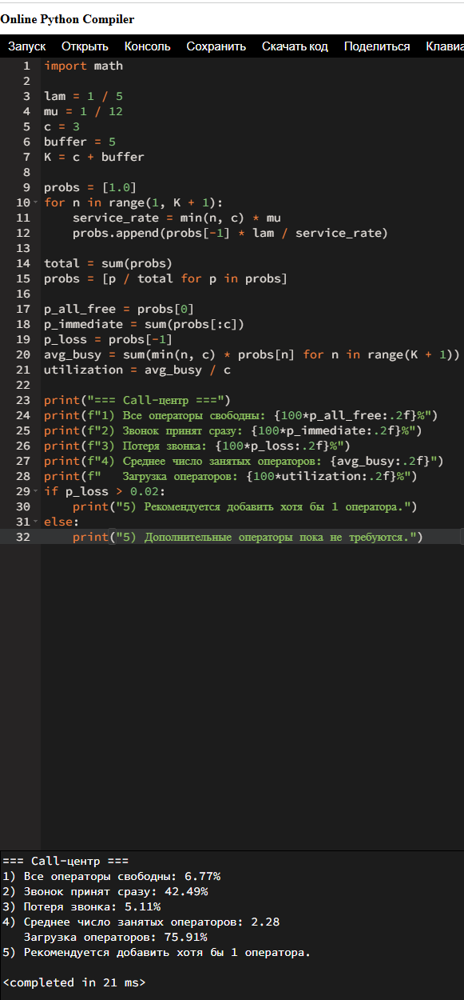 Online Python Compiler
Запуск Открыть Консоль Сохранить Скачать код Поделиться
1 import math
2
3 lam = 1 / 5
4 mu = 1 / 12
5 c = 3
6 buffer = 5
7 K = c + buffer
8
9 probs = [1.0]
10 for n in range(1, K + 1):
11     service_rate = min(n, c) * mu
12     probs.append(probs[-1] * lam / service_rate)
13
14 total = sum(probs)
15 probs = [p / total for p in probs]
16
17 p_all_free = probs[0]
18 p_immediate = sum(probs[:c])
19 p_loss = probs[-1]
20 avg_busy = sum(min(n, c) * probs[n] for n in range(K + 1))
21 utilization = avg_busy / c
22
23 print("=== Call-центр ===")
24 print(f"1) Все операторы свободны: {100*p_all_free:.2f}%")
25 print(f"2) Звонок принят сразу: {100*p_immediate:.2f}%")
26 print(f"3) Потеря звонка: {100*p_loss:.2f}%")
27 print(f"4) Среднее число занятых операторов: {avg_busy:.2f}")
28 print(f"   Загрузка операторов: {100*utilization:.2f}%")
29 if p_loss > 0.02:
30     print("5) Рекомендуется добавить хотя бы 1 оператора.")
31 else:
32     print("5) Дополнительные операторы пока не требуются.")
=== Call-центр ===
1) Все операторы свободны: 6.77%
2) Звонок принят сразу: 42.49%
3) Потеря звонка: 5.11%
4) Среднее число занятых операторов: 2.28
   Загрузка операторов: 75.91%
5) Рекомендуется добавить хотя бы 1 оператора.
<completed in 21 ms>